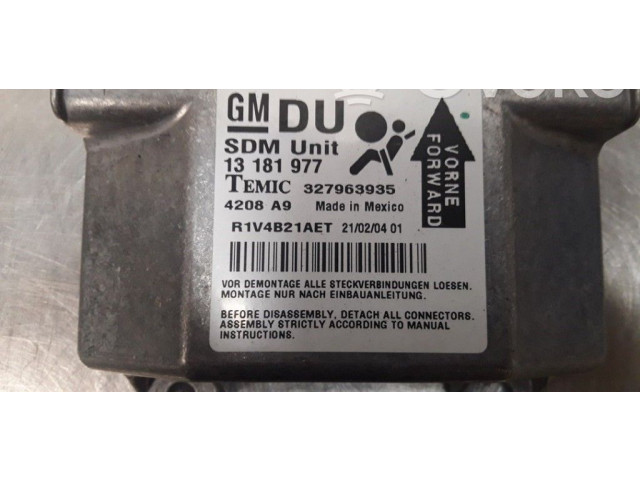 GM DU
SDM Unit
13 181 977
TEMIC 327963935
4208 A9 Made in Mexico
R1V4B21AET 21/02/04 01
VORNE
FORWARD
VOR DEMONTAGE ALLE STECKVERBINDUNGEN LOESEN.
MONTAGE NUR NACH EINBAUANLEITUNG.
BEFORE DISASSEMBLY, DETACH ALL CONNECTORS.
ASSEMBLY STRICTLY ACCORDING TO MANUAL
INSTRUCTIONS.